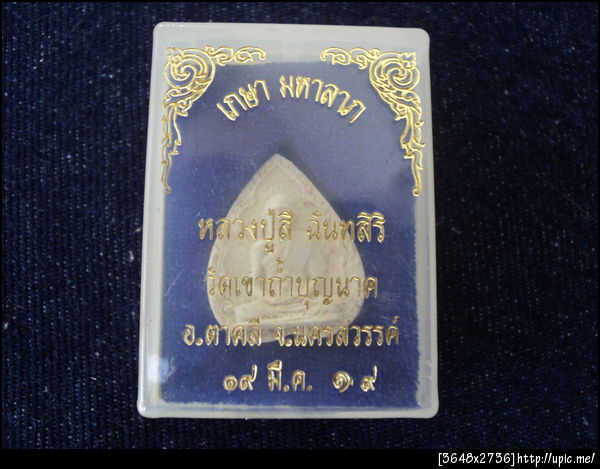 เกษา มหาลาภ
หลวงปู่สี ฉันทสิริ
วัดเขาถ้ำบุญนาค
อ.ตาคลี จ.นครสวรรค์
๑๙ มี.ค. ๑๙
[3648x2736]http://upic.me/